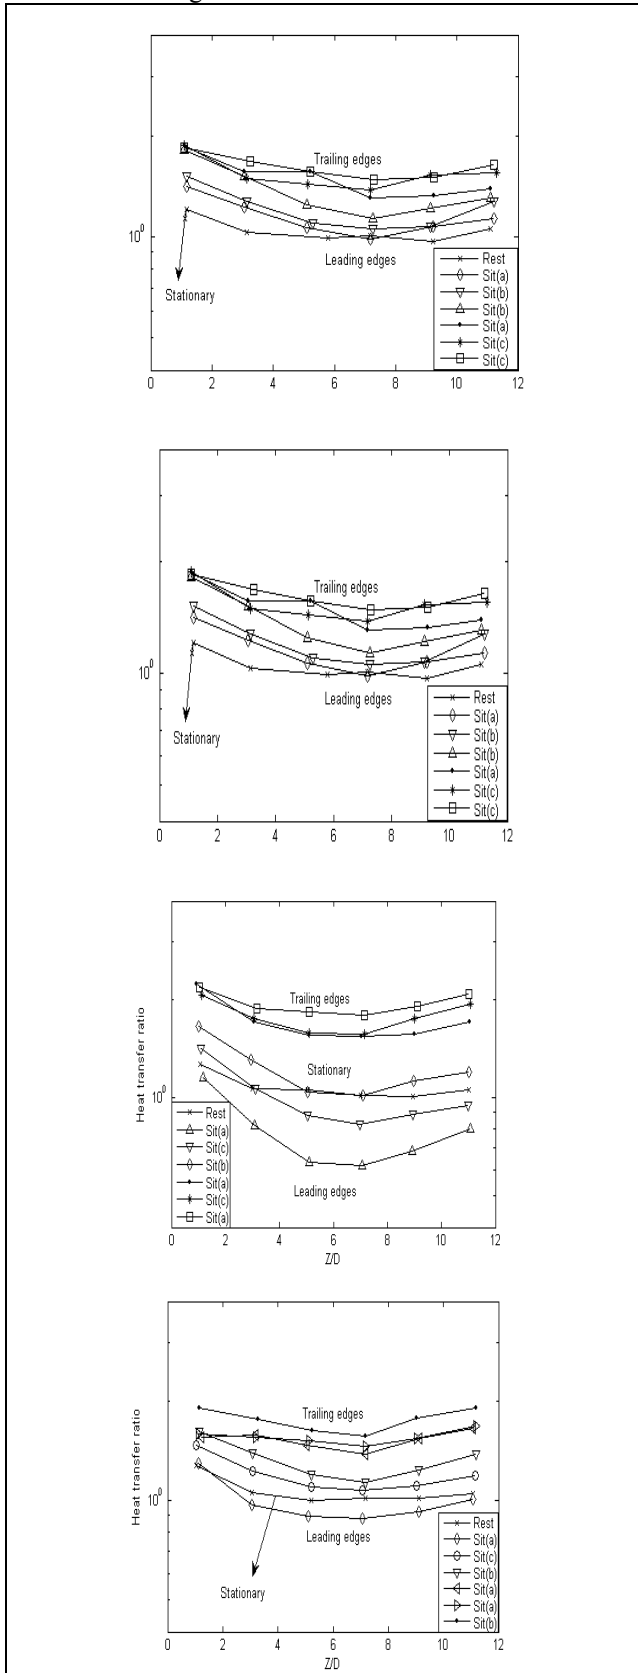 Trailing edges
10^0
Leading edges
Stationary
Rest
Sit(a)
Sit(b)
Sit(b)
Sit(a)
Sit(c)
Sit(c)
0 2 4 6 8 10 12
Trailing edges
10^0
Leading edges
Stationary
Rest
Sit(a)
Sit(b)
Sit(b)
Sit(a)
Sit(c)
Sit(c)
0 2 4 6 8 10 12
Heat transfer ratio
Trailing edges
Stationary
10^0
Rest
Sit(a)
Sit(c)
Sit(b)
Sit(a)
Sit(c)
Sit(a)
Leading edges
0 2 4 6 8 10 12
Z/D
Heat transfer ratio
Trailing edges
10^0
Leading edges
Stationary
Rest
Sit(a)
Sit(c)
Sit(b)
Sit(a)
Sit(a)
Sit(b)
0 2 4 6 8 10 12
Z/D